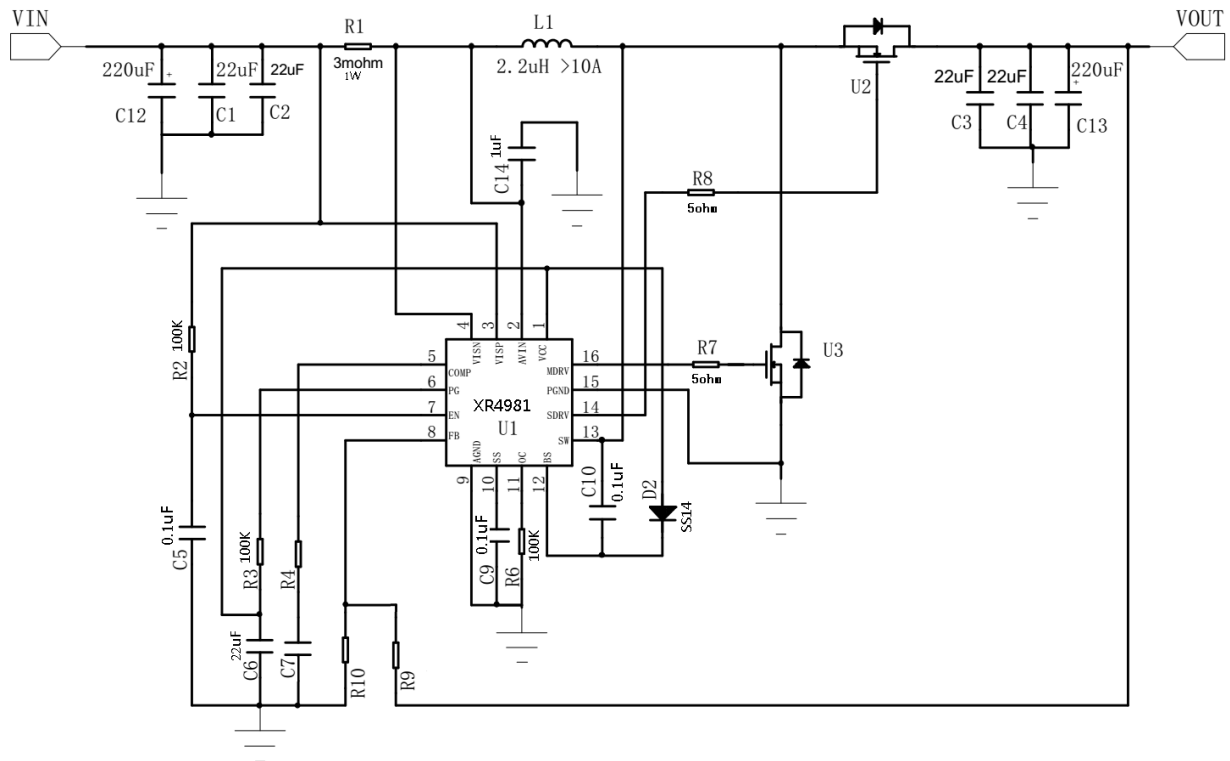 VIN
R1
L1
VOUT
3mohm
1W
2.2uH >10A
U2
220uF
+
22uF
22uF
C12
C1
C2
22uF
22uF
220uF
+
C3
C4
C13
1uF
C14
R8
5ohm
100K
R2
4
3
2
1
VISN
VISP
AVIN
VCC
5
COMP
6
PG
7
EN
8
FB
XR4981
U1
MDRV
16
PGND
15
SDRV
14
SW
13
R7
5ohm
U3
AGND
SS
OC
BS
9
10
11
12
C10
0.1uF
D2
SS14
0.1uF
C5
100K
R3
R4
0.1uF
C9
100K
R6
22uF
C6
C7
R10
R9